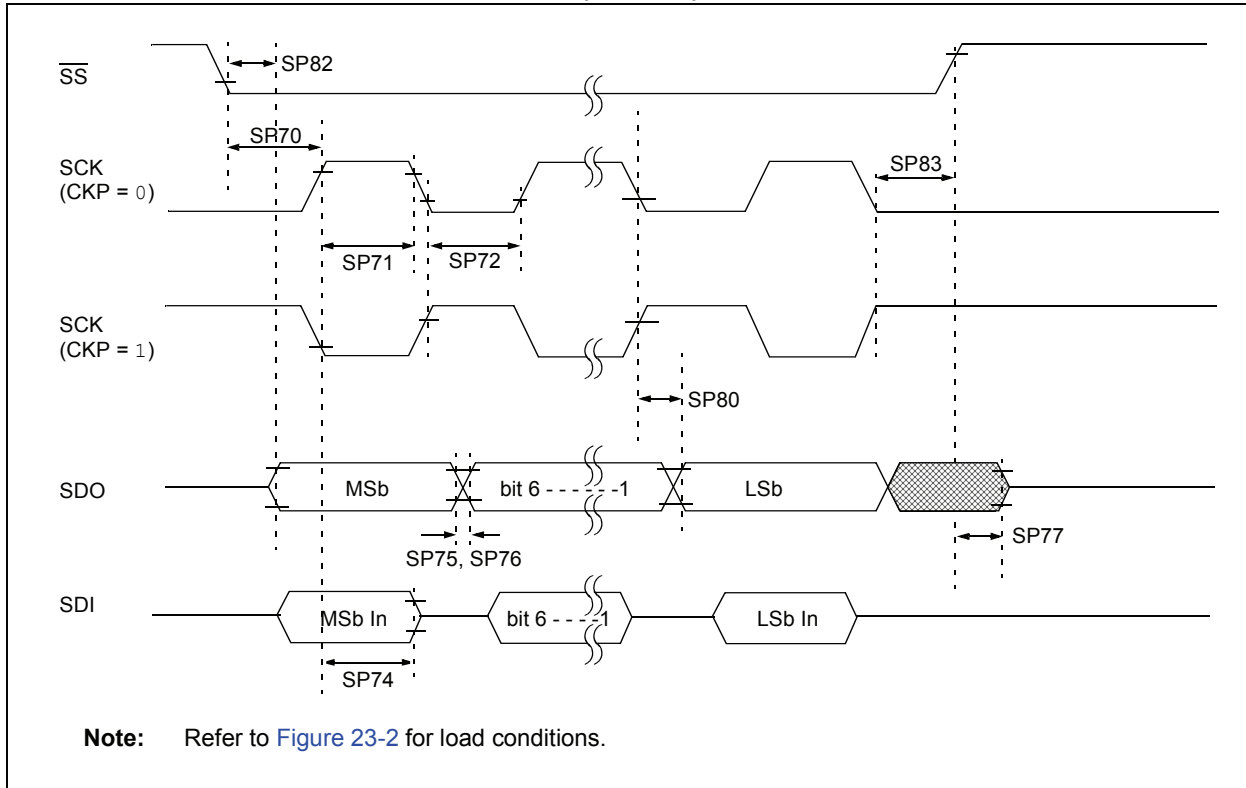 SS
SP82
SP70
SCK
(CKP = 0)
SP83
SP71
SP72
SCK
(CKP = 1)
SP80
SDO
MSb
bit 6 - - - - - -1
LSb
SP75, SP76
SP77
SDI
MSb In
bit 6 - - - -1
LSb In
SP74
Note: Refer to Figure 23-2 for load conditions.